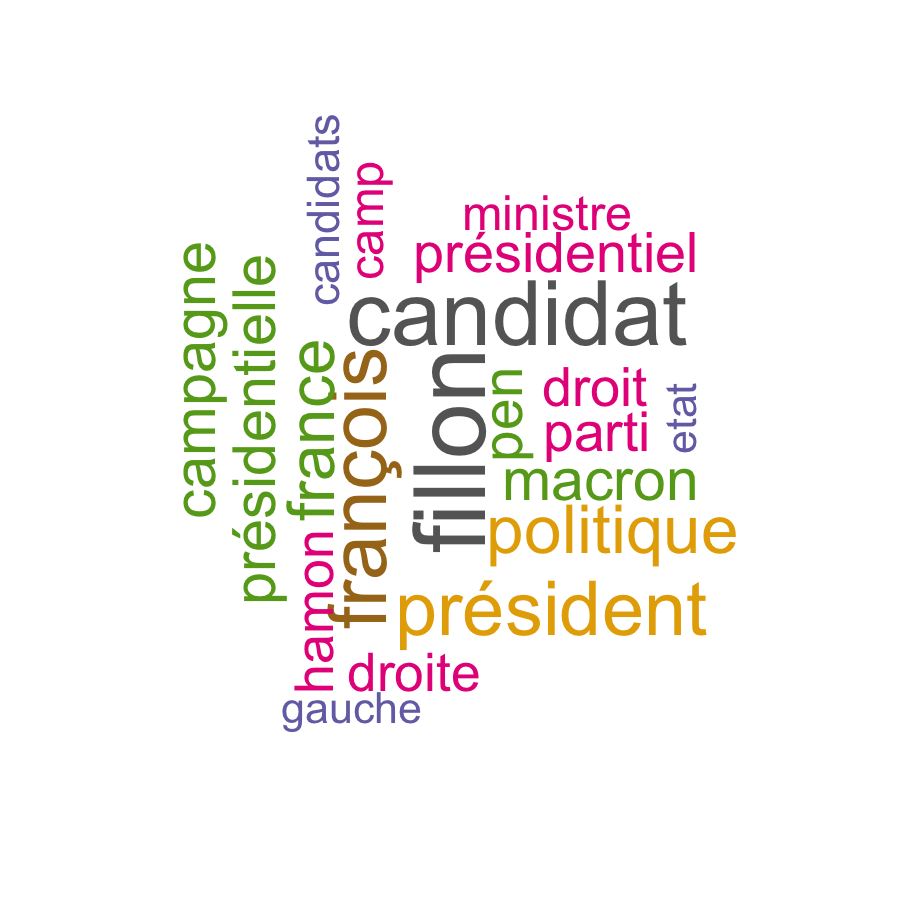 candidats
camp
ministre
présidentiel
candidat
campagne
présidentielle
france
françois
fillon
pen
droit
parti
etat
macron
politique
hamon
président
droite
gauche